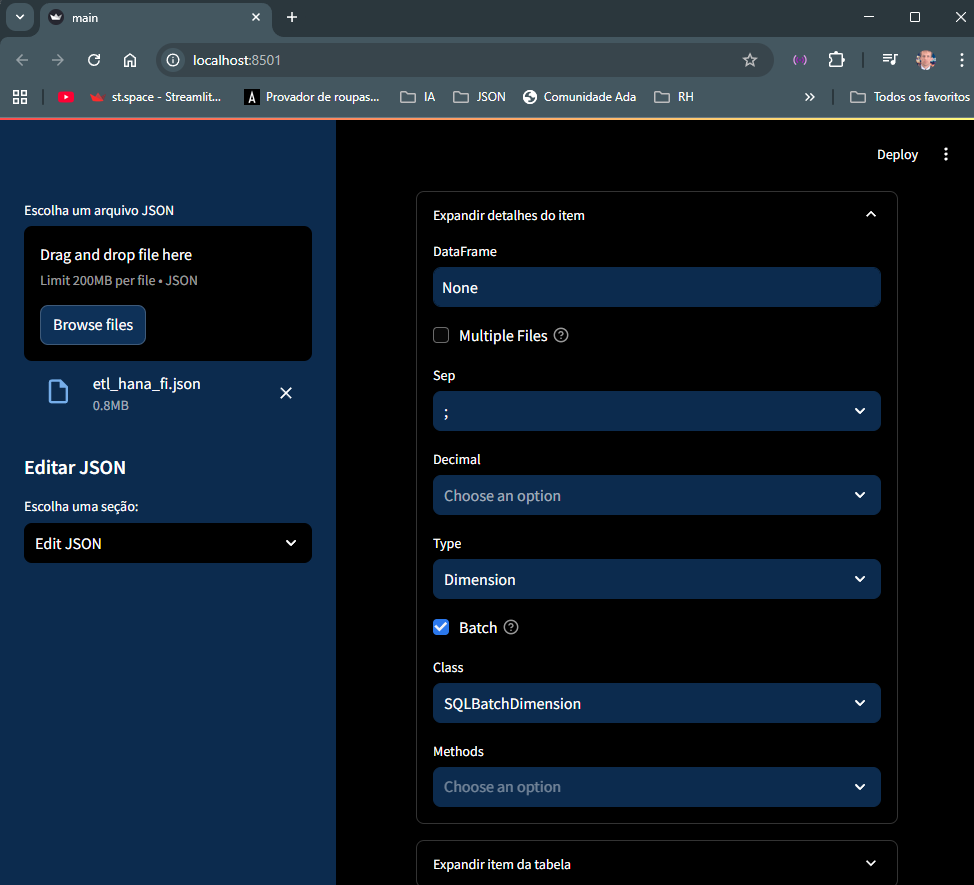 main
localhost:8501
st.space - Streamlit...
A
Provador de roupas...
IA
JSON
Comunidade Ada
RH
Todos os favoritos
Deploy
Escolha um arquivo JSON
Drag and drop file here
Limit 200MB per file • JSON
Browse files
etl_hana_fi.json
0.8MB
Editar JSON
Escolha uma seção:
Edit JSON
Expandir detalhes do item
DataFrame
None
Multiple Files
Sep
;
Decimal
Choose an option
Type
Dimension
Batch
Class
SQLBatchDimension
Methods
Choose an option
Expandir item da tabela